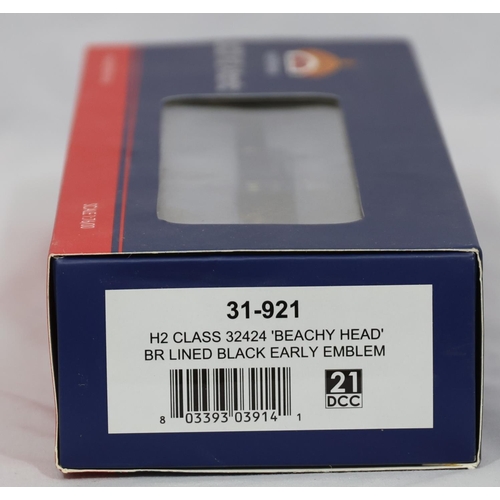 31-921
H2 CLASS 32424 'BEACHY HEAD'
BR LINED BLACK EARLY EMBLEM
21
DCC
8 03393 03914 1